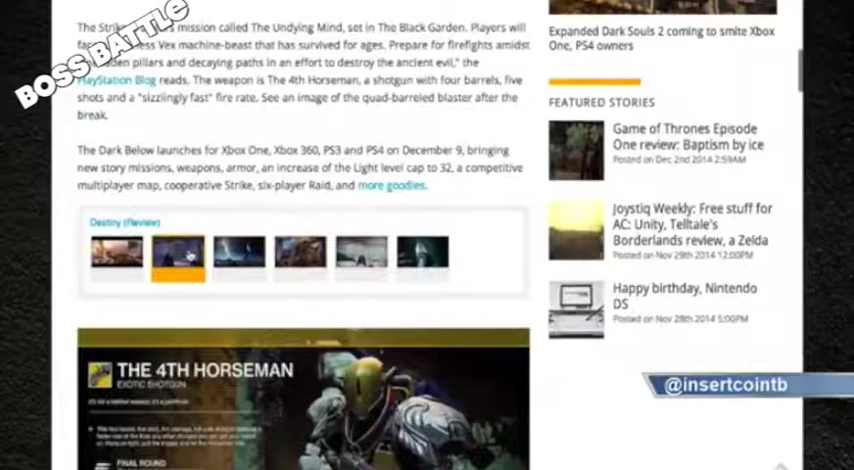 BOSS BATTLE
The Strike mission called The Undying Mind, set in The Black Garden. Players will
Vex machine-beast that has survived for ages. Prepare for firefights amidst
pillars and decaying paths in an effort to destroy the ancient evil," the
PlayStation Blog reads. The weapon is The 4th Horseman, a shotgun with four barrels, five
shots and a "sizzlingly fast" fire rate. See an image of the quad-barreled blaster after the
break.
The Dark Below launches for Xbox One, Xbox 360, PS3 and PS4 on December 9, bringing
new story missions, weapons, armor, an increase of the Light level cap to 32, a competitive
multiplayer map, cooperative Strike, six-player Raid, and more goodies.
Destiny (Review)
THE 4TH HORSEMAN
EXOTIC SHOTGUN
FINAL ROUND
Expanded Dark Souls 2 coming to smite Xbox
One, PS4 owners
FEATURED STORIES
Game of Thrones Episode
One review: Baptism by ice
Posted on Dec 2nd 2014 2:59AM
Joystiq Weekly: Free stuff for
AC: Unity, Telltale's
Borderlands review, a Zelda
Posted on Nov 29th 2014 12:00PM
Happy birthday, Nintendo
DS
Posted on Nov 28th 2014 5:00PM
@insertcointb